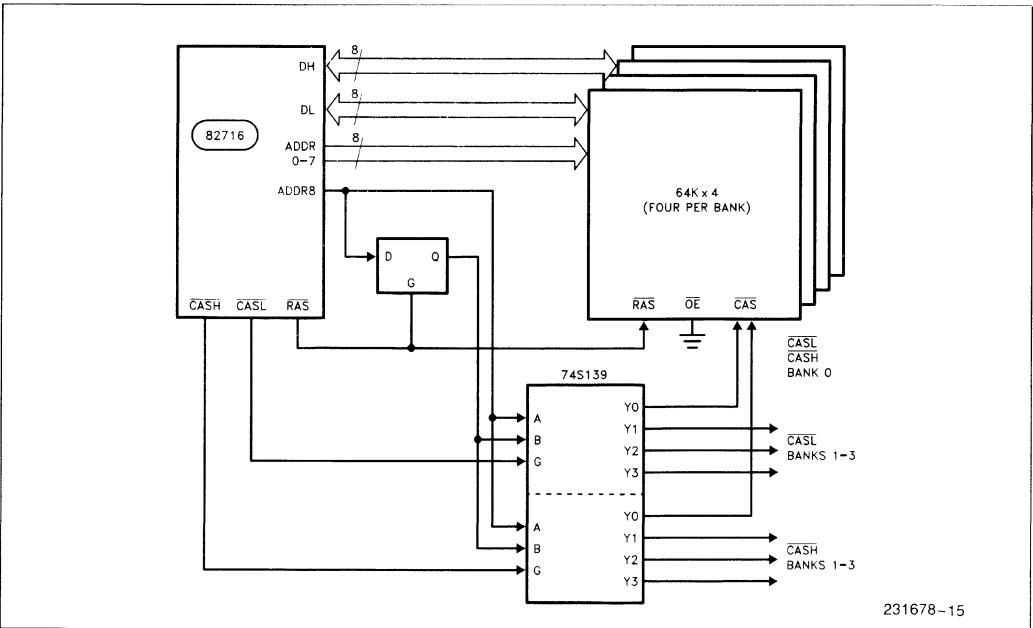 DH
8
DL
8
82716
ADDR
0-7
8
ADDR8
64K x 4
(FOUR PER BANK)
D
Q
G
CASH
CASL
RAS
RAS
OE
CAS
CASL
CASH
BANK 0
74S139
A
B
G
Y0
Y1
Y2
Y3
CASL
BANKS 1-3
A
B
G
Y0
Y1
Y2
Y3
CASH
BANKS 1-3
231678-15